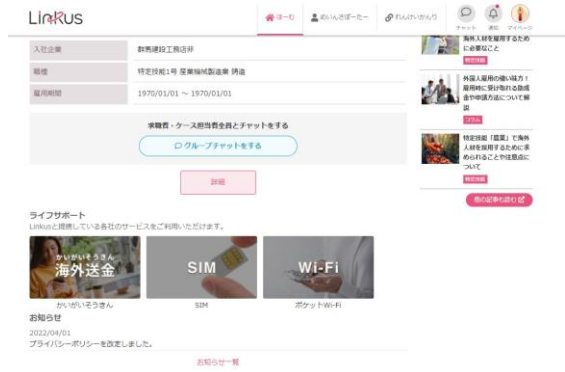 LinkUS
ほーむ
めいんさぽーたー
れんけいかんり
チャット
通知
マイページ
入社企業
群馬建設工務店非
職種
特定技能1号 産業機械製造業 鋳造
雇用期間
1970/01/01 ～ 1970/01/01
求職者・ケース担当者全員とチャットをする
グループチャットをする
詳細
ライフサポート
Linkusと提携している各社のサービスをご利用いただけます。
かいがいそうきん
海外送金
SIM
Wi-Fi
かいがいそうきん
SIM
ポケットWi-Fi
お知らせ
2022/04/01
プライバシーポリシーを改定しました。
お知らせ一覧
海外人材を雇用するため
に必要なこと
特定技能
外国人雇用の強い味方！
雇用時に受け取れる助成
金や申請方法について解
説
コラム
特定技能「農業」で海外
人材を採用するために求
められることや注意点に
ついて
特定技能
他の記事も読む